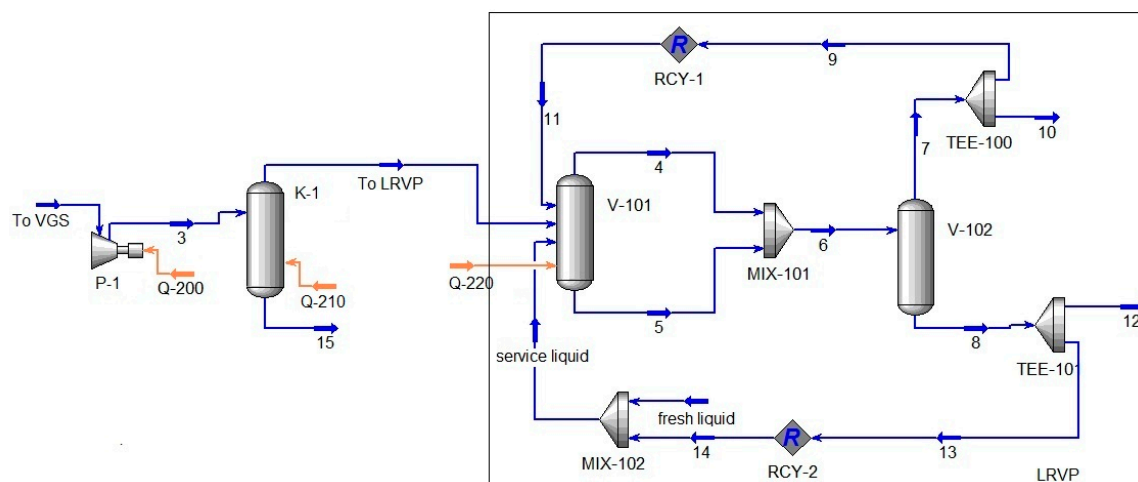 9
R
RCY-1
11
7
TEE-100
10
4
To LRVP
K-1
V-101
To VGS
3
6
V-102
MIX-101
P-1
Q-200
Q-210
Q-220
15
5
8
12
TEE-101
service liquid
fresh liquid
R
14
13
MIX-102
RCY-2
LRVP